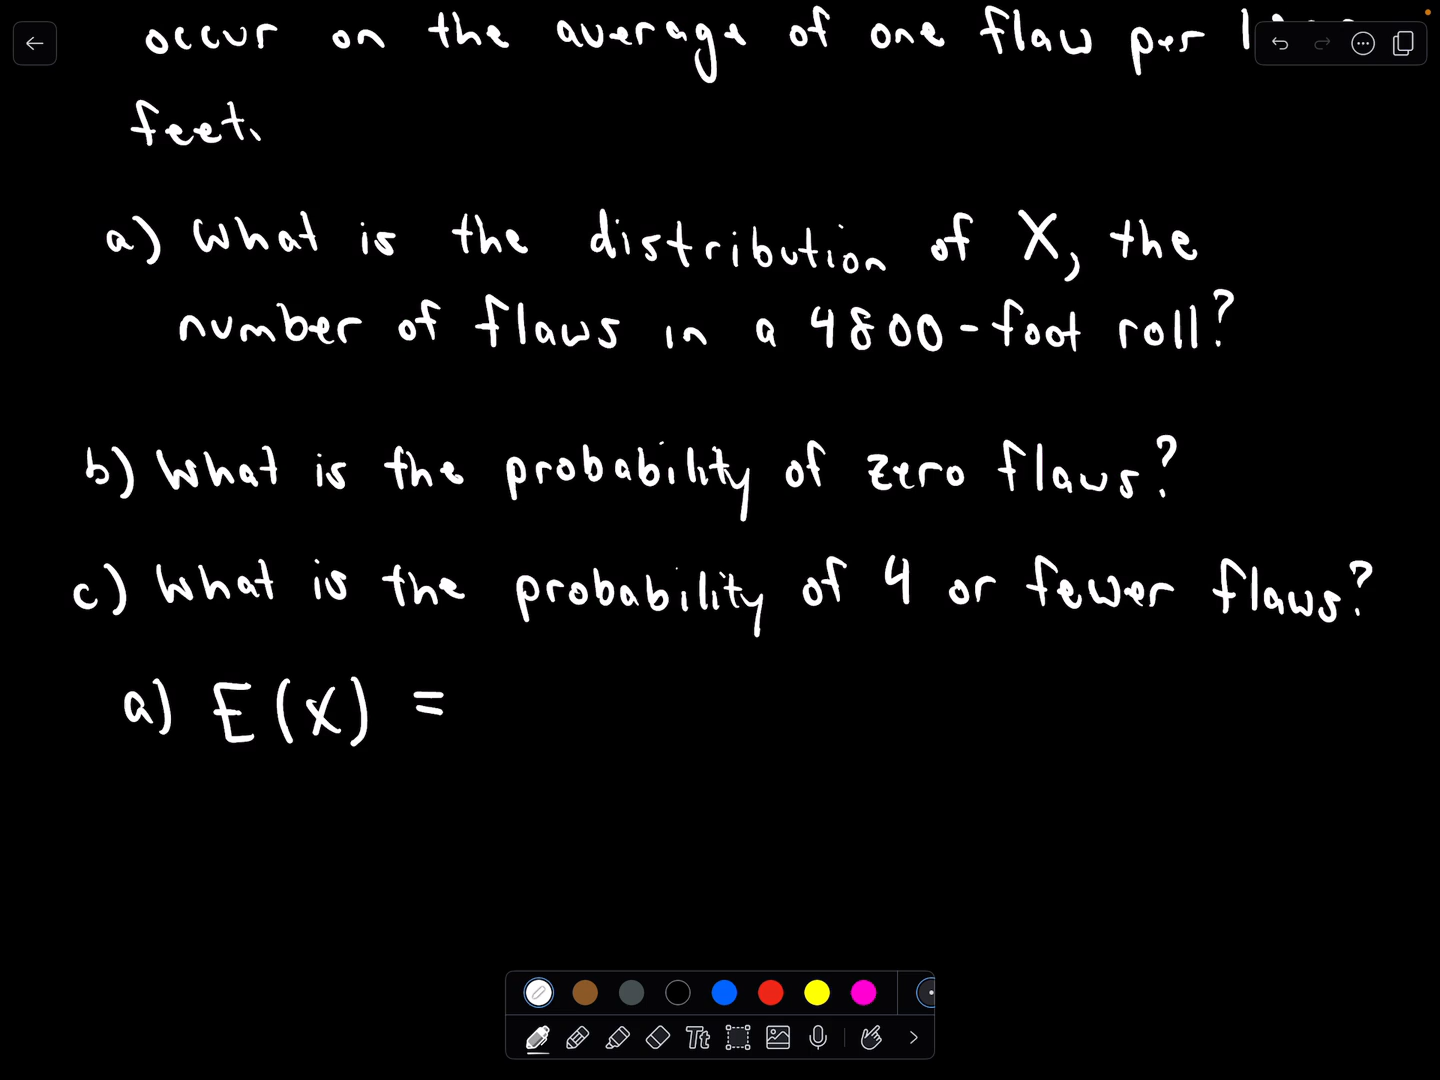 occur on the average of one flaw per
feet.
a) What is the distribution of X, the
number of flaws in a 4800-foot roll?
b) What is the probability of zero flaws?
c) What is the probability of 4 or fewer flaws?
a) E(X) =
Tt